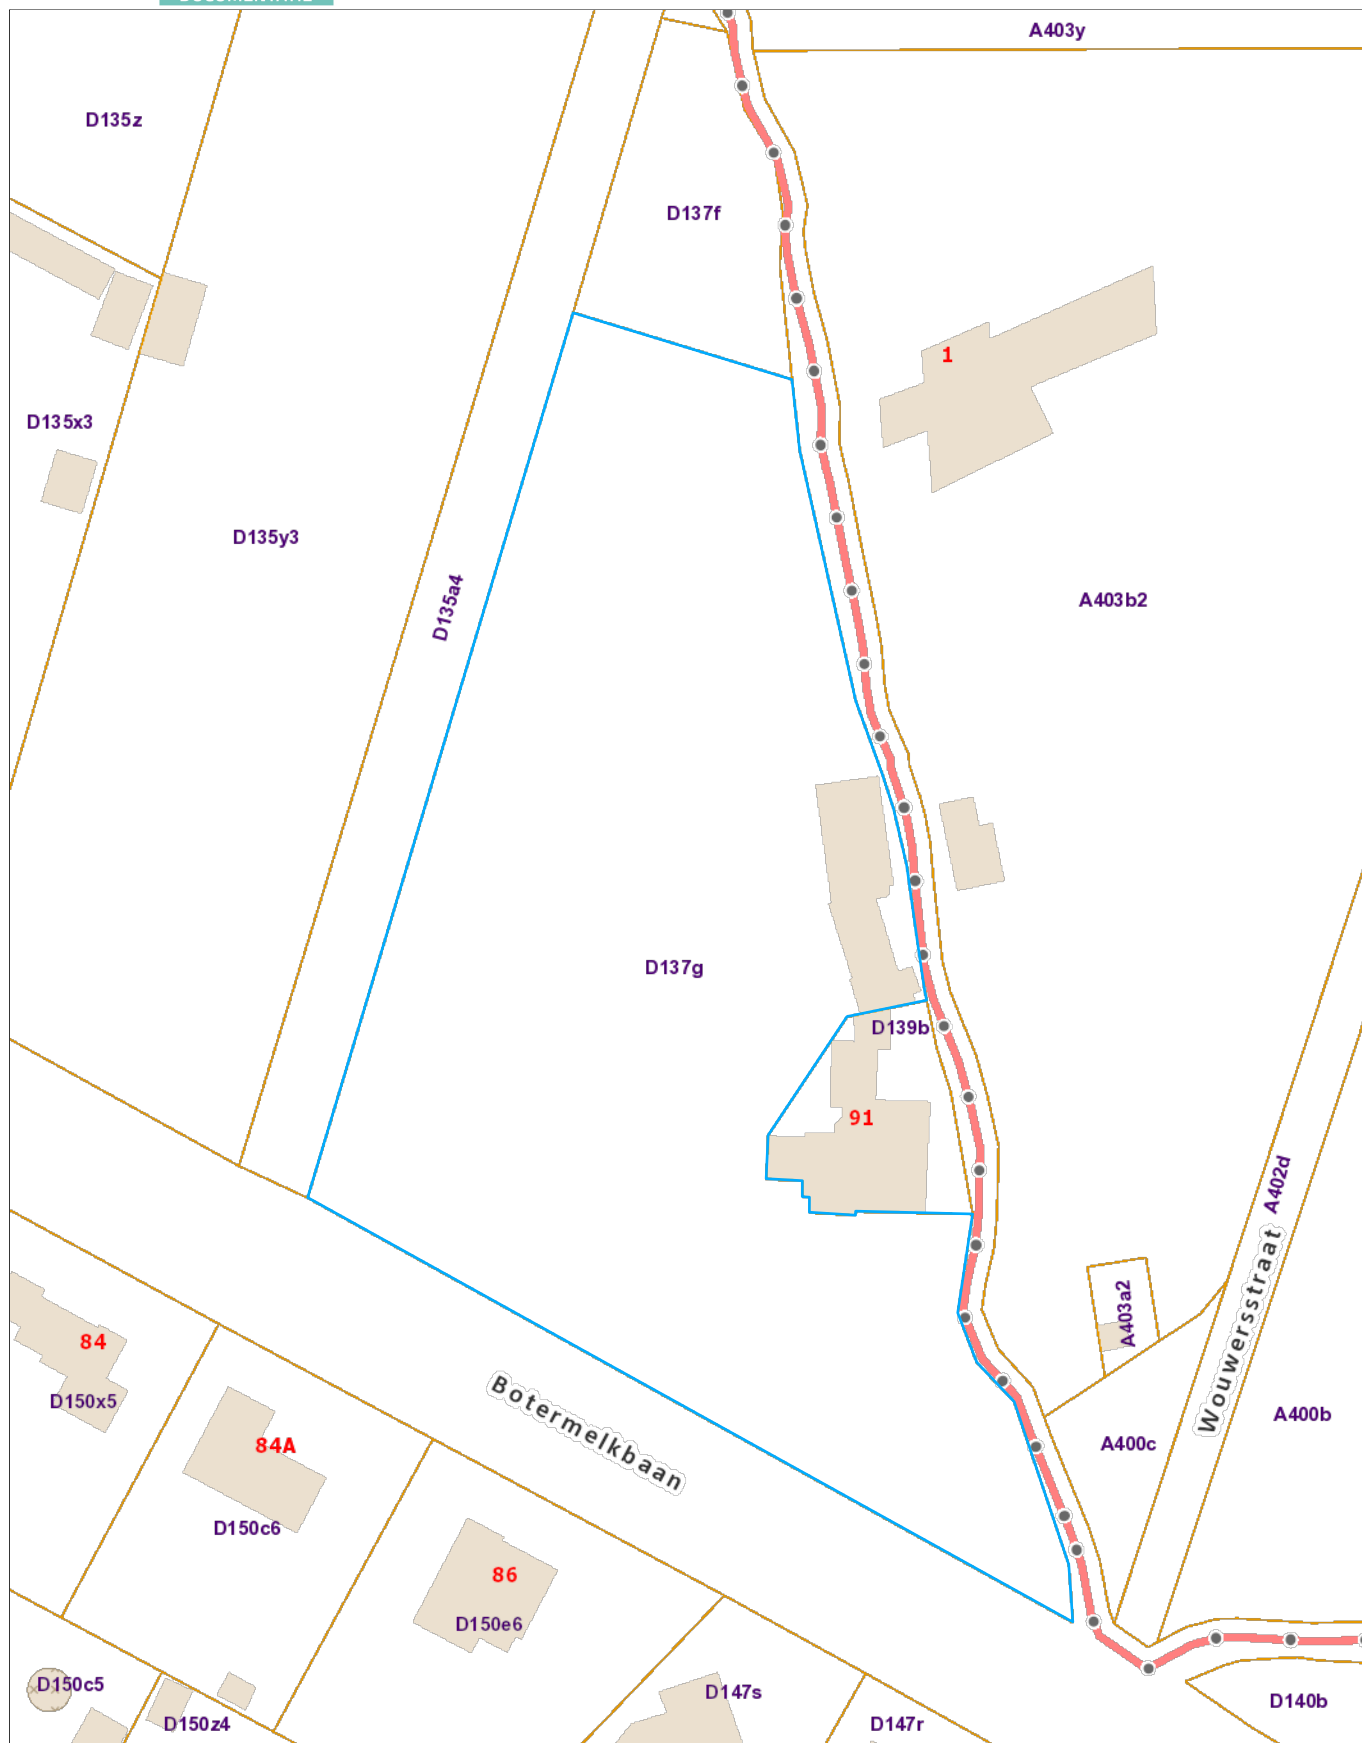 A403y
D135z
D137f
1
D135x3
D135y3
D135a4
A403b2
D137g
D139b
91
A402d
Wouwersstraat
A403a2
84
D150x5
Botermelkbaan
84A
A400b
A400c
D150c6
86
D150e6
D150c5
D147s
D140b
D150z4
D147r